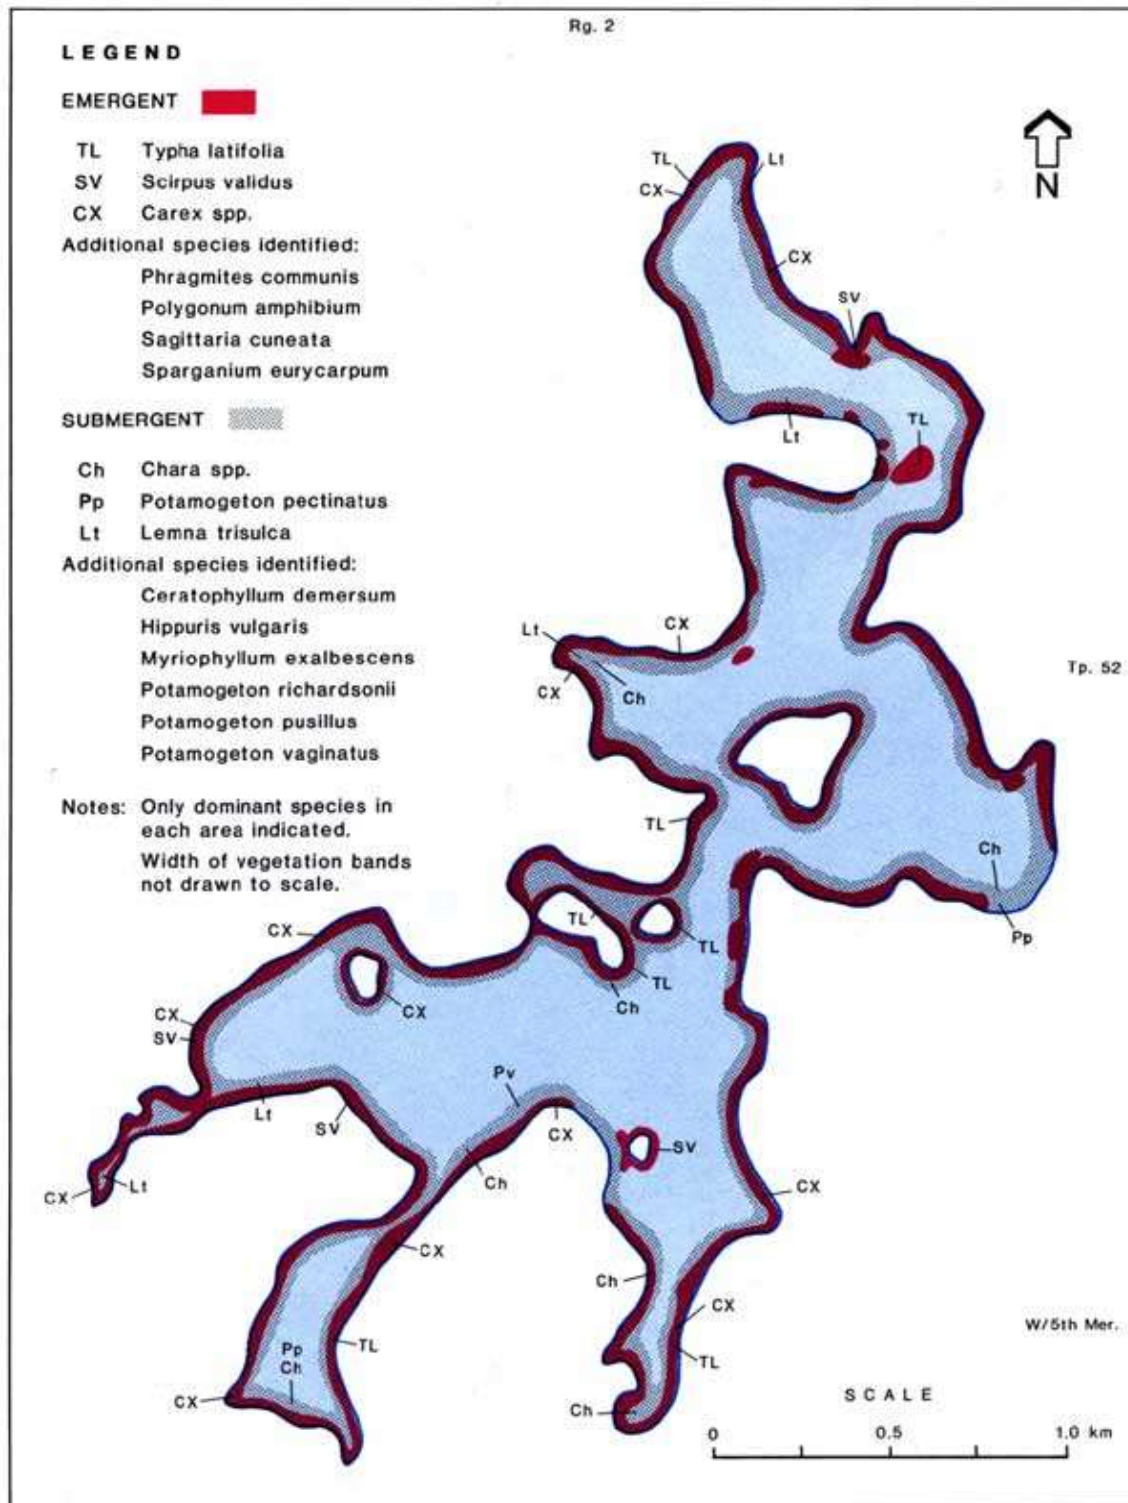 Rg. 2
LEGEND
EMERGENT
TL Typha latifolia
SV Scirpus validus
CX Carex spp.
Additional species identified:
Phragmites communis
Polygonum amphibium
Sagittaria cuneata
Sparganium eurycarpum
SUBMERGENT
Ch Chara spp.
Pp Potamogeton pectinatus
Lt Lemna trisulca
Additional species identified:
Ceratophyllum demersum
Hippuris vulgaris
Myriophyllum exalbescens
Potamogeton richardsonii
Potamogeton pusillus
Potamogeton vaginatus
Notes: Only dominant species in
each area indicated.
Width of vegetation bands
not drawn to scale.
N
TL
Lt
CX
CX
SV
TL
Lt
Lt
CX
Ch
CX
Tp. 52
TL
Ch
Pp
CX
TL
TL
TL
Ch
CX
CX
SV
Lt
SV
Pv
CX
SV
Ch
CX
Lt
CX
CX
Ch
CX
TL
TL
Pp
Ch
CX
Ch
W/5th Mer.
SCALE
0 0.5 1.0 km